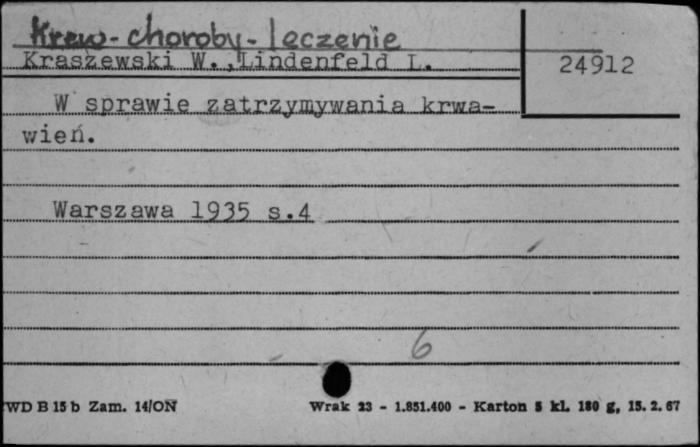 Krew - choroby - leczenie
Kraszewski W., Lindenfeld L.
24912
W sprawie zatrzymywania krwa-
wień.
Warszawa 1935 s.4
6
WD B 15 b Zam. 14/ON
Wrak 23 - 1.851.400 - Karton 5 kl. 180 g, 15. 2. 67